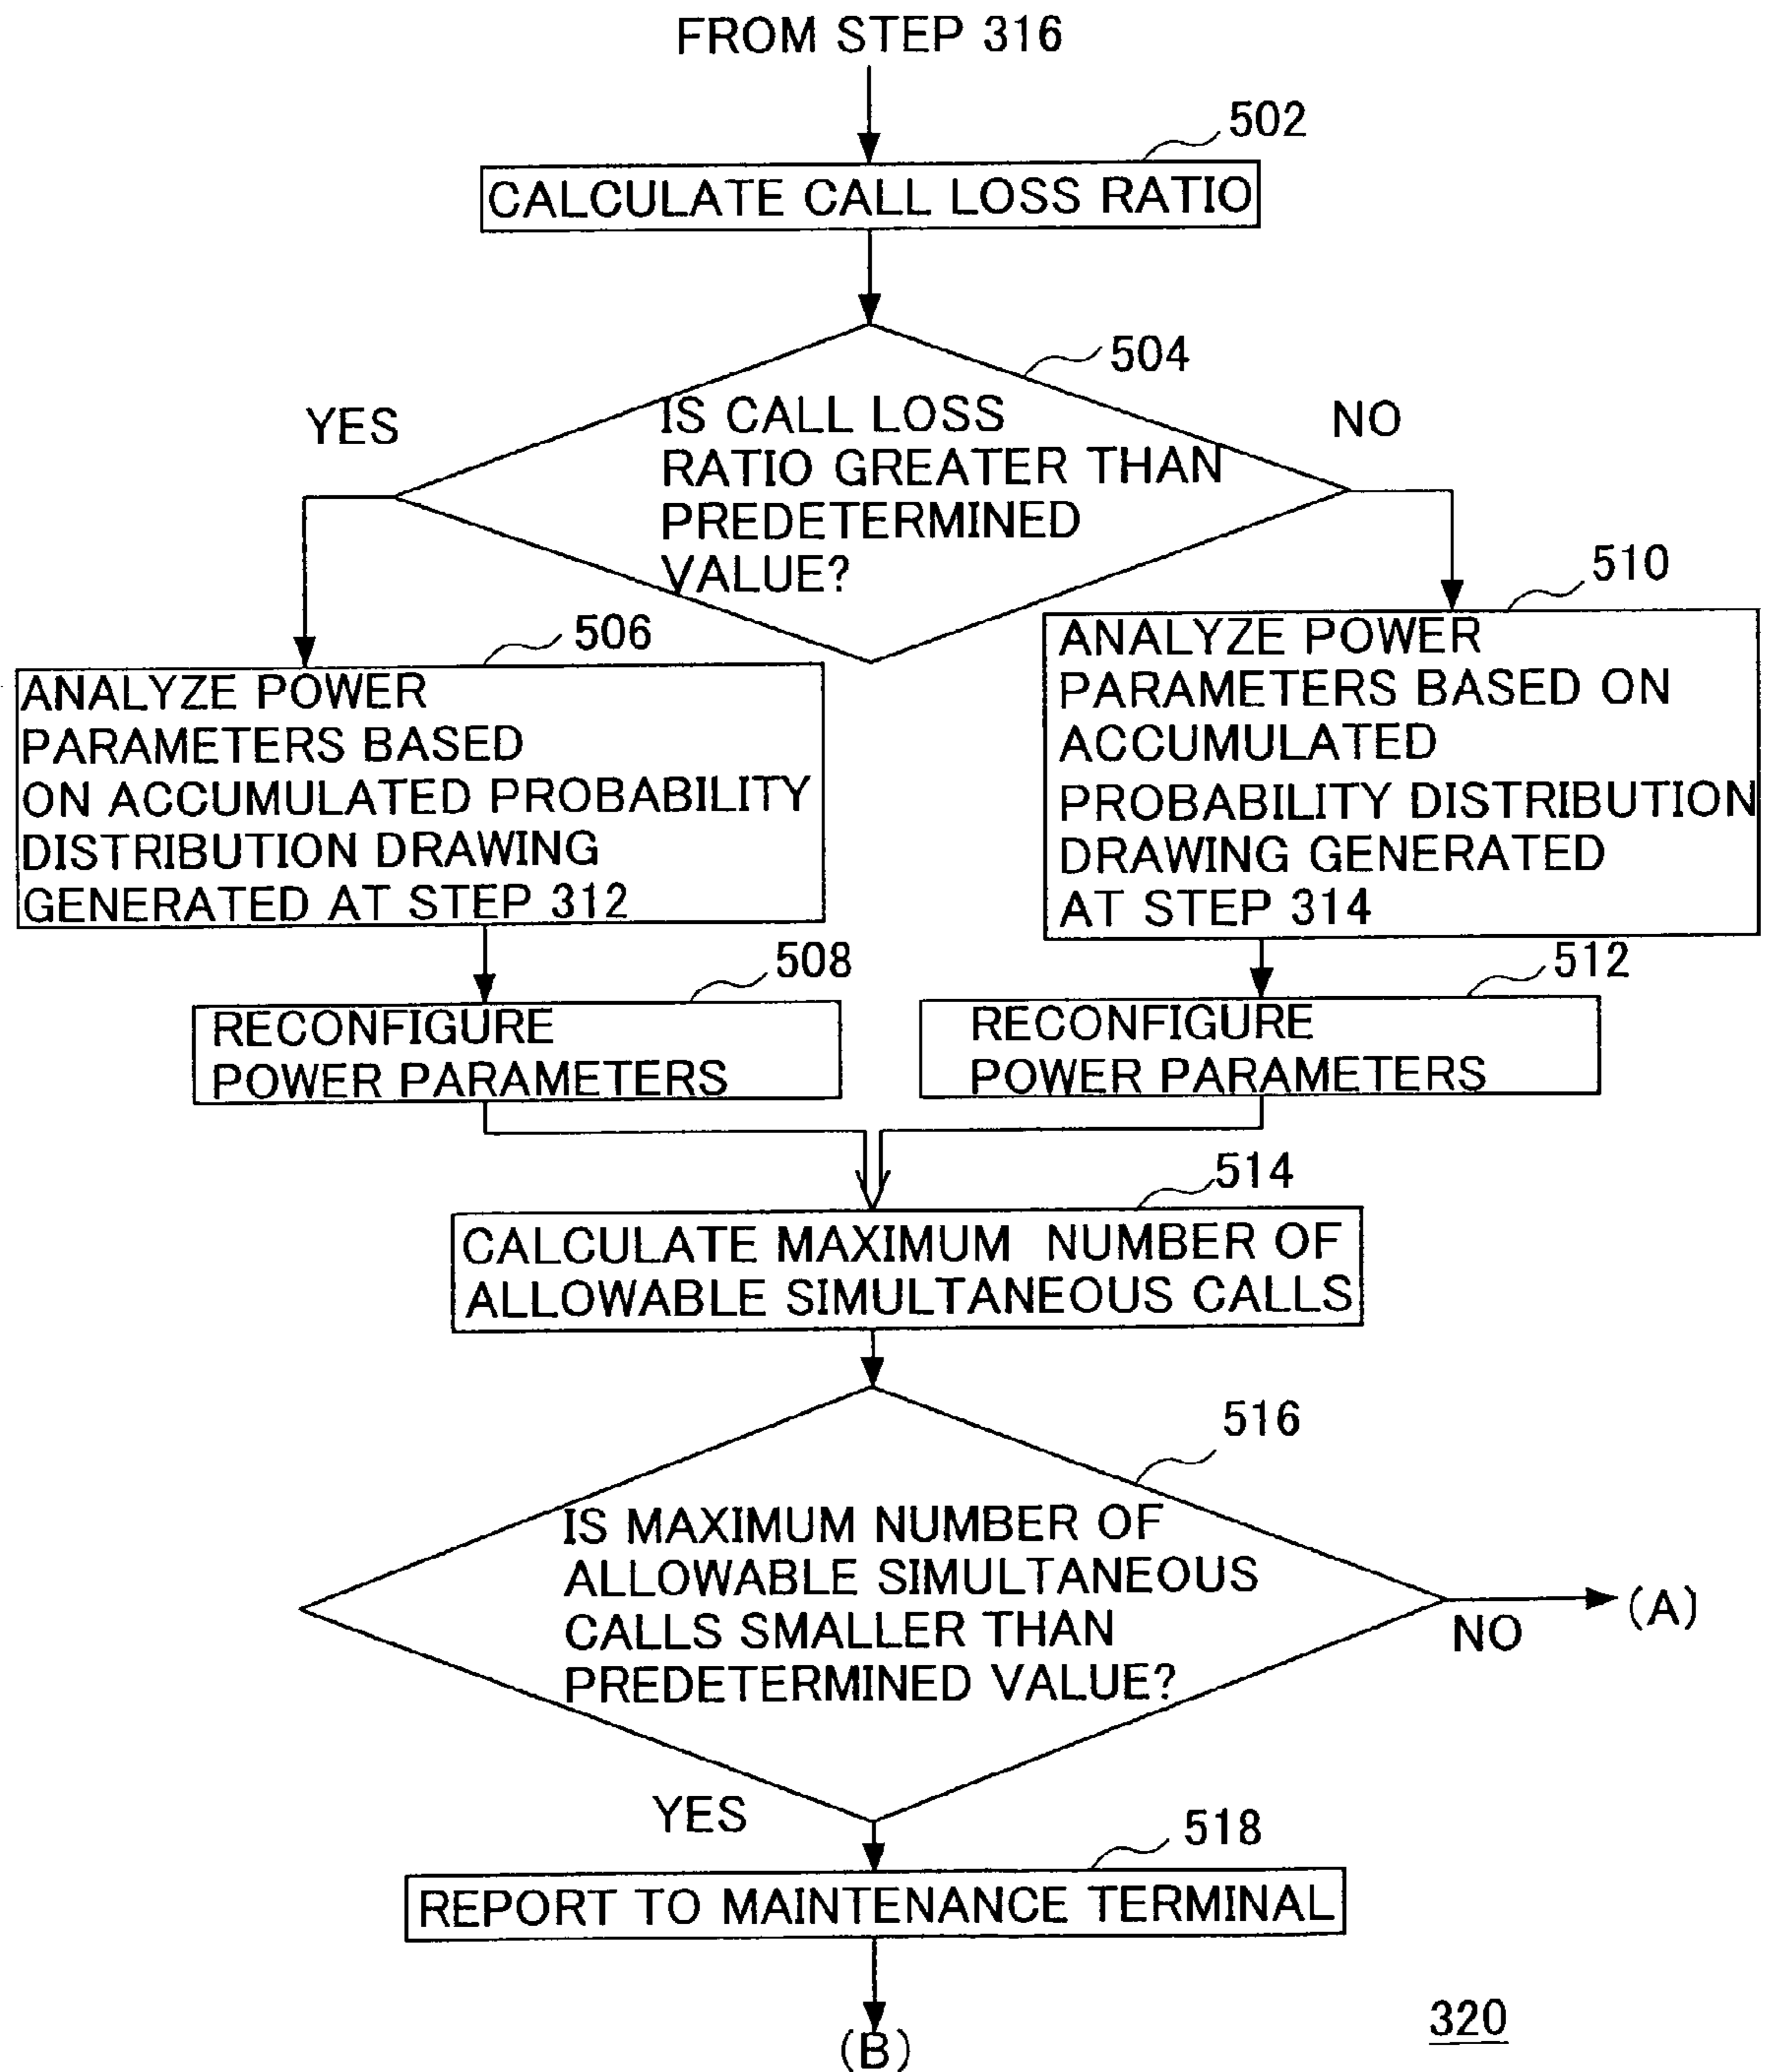 FROM STEP 316
502
CALCULATE CALL LOSS RATIO
504
YES
NO
IS CALL LOSS
RATIO GREATER THAN
PREDETERMINED
VALUE?
506
ANALYZE POWER
PARAMETERS BASED
ON ACCUMULATED PROBABILITY
DISTRIBUTION DRAWING
GENERATED AT STEP 312
510
ANALYZE POWER
PARAMETERS BASED ON
ACCUMULATED
PROBABILITY DISTRIBUTION
DRAWING GENERATED
AT STEP 314
508
RECONFIGURE
POWER PARAMETERS
512
RECONFIGURE
POWER PARAMETERS
514
CALCULATE MAXIMUM NUMBER OF
ALLOWABLE SIMULTANEOUS CALLS
516
IS MAXIMUM NUMBER OF
ALLOWABLE SIMULTANEOUS
CALLS SMALLER THAN
PREDETERMINED VALUE?
(A)
NO
YES
518
REPORT TO MAINTENANCE TERMINAL
(B)
320